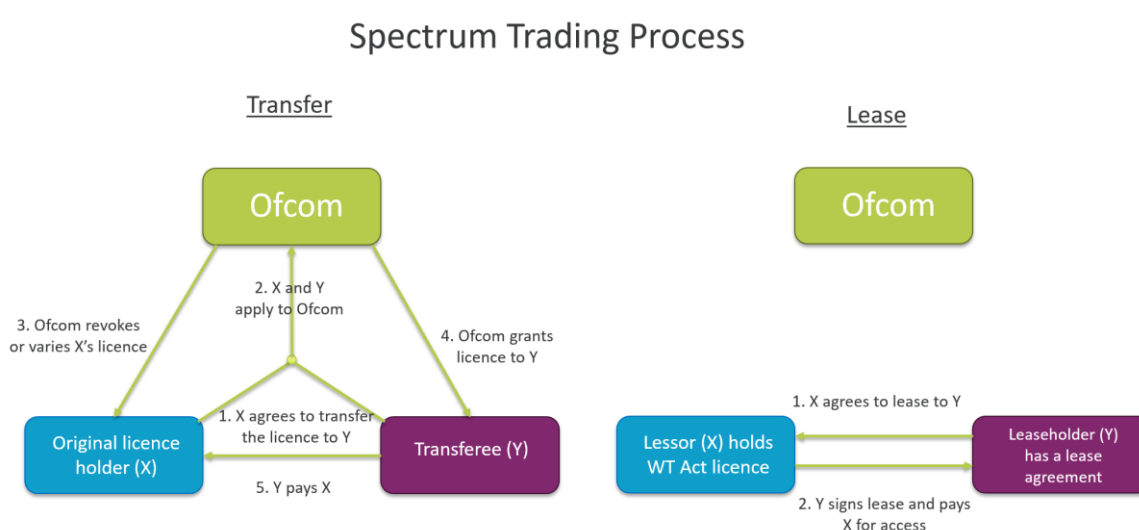 Spectrum Trading Process
Transfer
Ofcom
2. X and Y
apply to Ofcom
3. Ofcom revokes
or varies X's licence
4. Ofcom grants
licence to Y
Original licence
holder (X)
1. X agrees to transfer
the licence to Y
Transferee (Y)
5. Y pays X
Lease
Ofcom
1. X agrees to lease to Y
Lessor (X) holds
WT Act licence
Leaseholder (Y)
has a lease
agreement
2. Y signs lease and pays
X for access